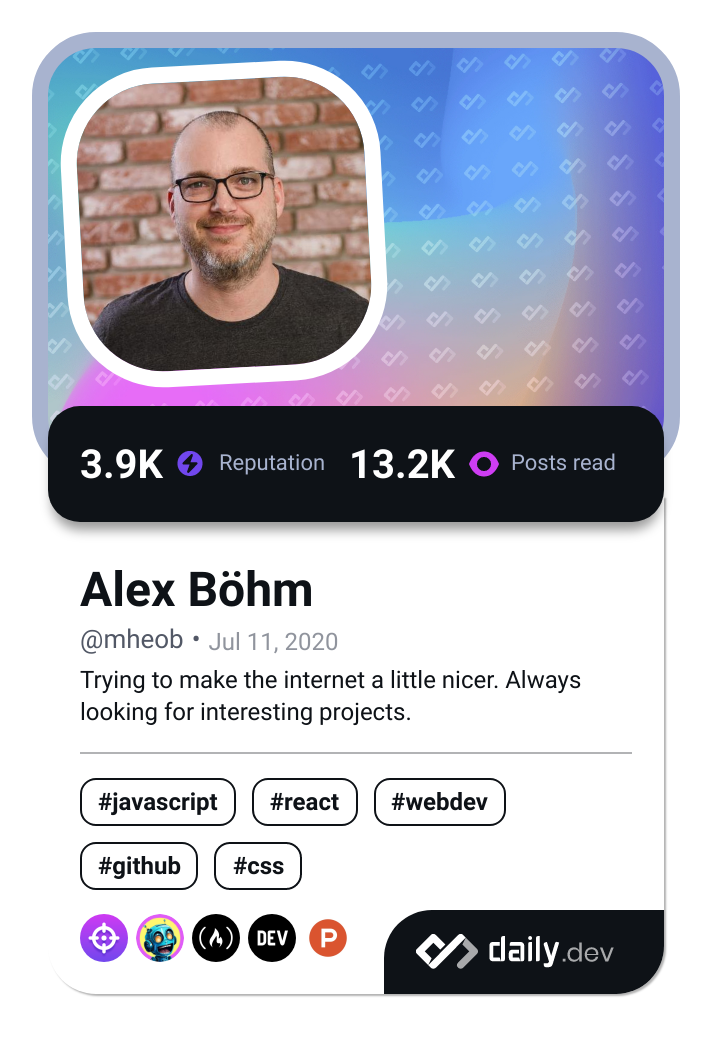 3.9K Reputation 13.2K Posts read
Alex Böhm
@mheob • Jul 11, 2020
Trying to make the internet a little nicer. Always
looking for interesting projects.
#javascript #react #webdev
#github #css
DEV P daily.dev